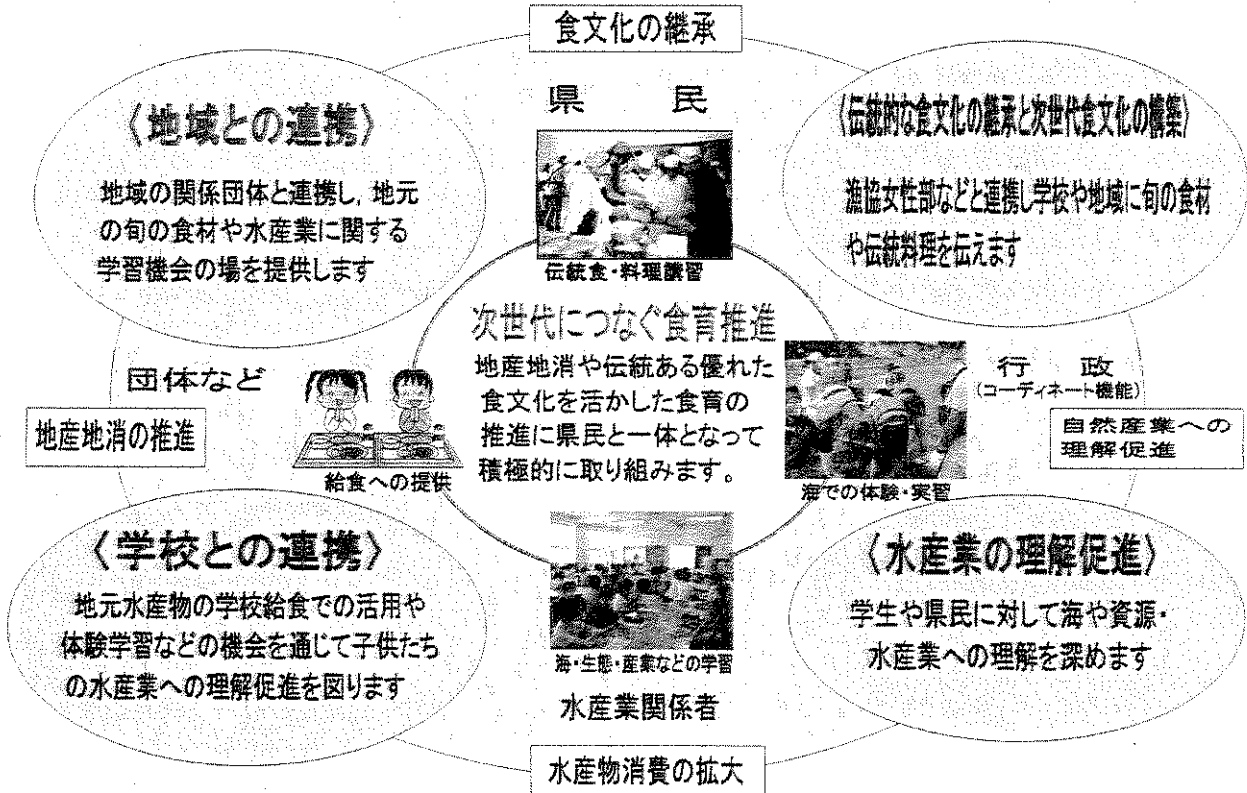 食文化の継承
県　民
〈地域との連携〉
地域の関係団体と連携し，地元
の旬の食材や水産業に関する
学習機会の場を提供します
〈伝統的な食文化の継承と次世代食文化の構築〉
漁協女性部などと連携し学校や地域に旬の食材
や伝統料理を伝えます
伝統食・料理講習
次世代につなぐ食育推進
地産地消や伝統ある優れた
食文化を活かした食育の
推進に県民と一体となって
積極的に取り組みます。
団体など
地産地消の推進
給食への提供
行　政
(コーディネート機能)
自然産業への
理解促進
海での体験・実習
〈学校との連携〉
地元水産物の学校給食での活用や
体験学習などの機会を通じて子供たち
の水産業への理解促進を図ります
海・生態・産業などの学習
水産業関係者
〈水産業の理解促進〉
学生や県民に対して海や資源・
水産業への理解を深めます
水産物消費の拡大